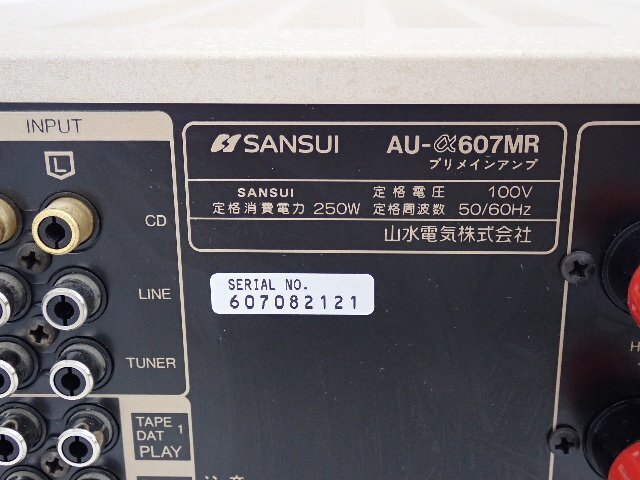 INPUT
L
CD
LINE
TUNER
TAPE 1
DAT
PLAY
SANSUI AU-α607MR
プリメインアンプ
SANSUI 定格電圧 100V
定格消費電力 250W 定格周波数 50/60Hz
山水電気株式会社
SERIAL NO.
607082121